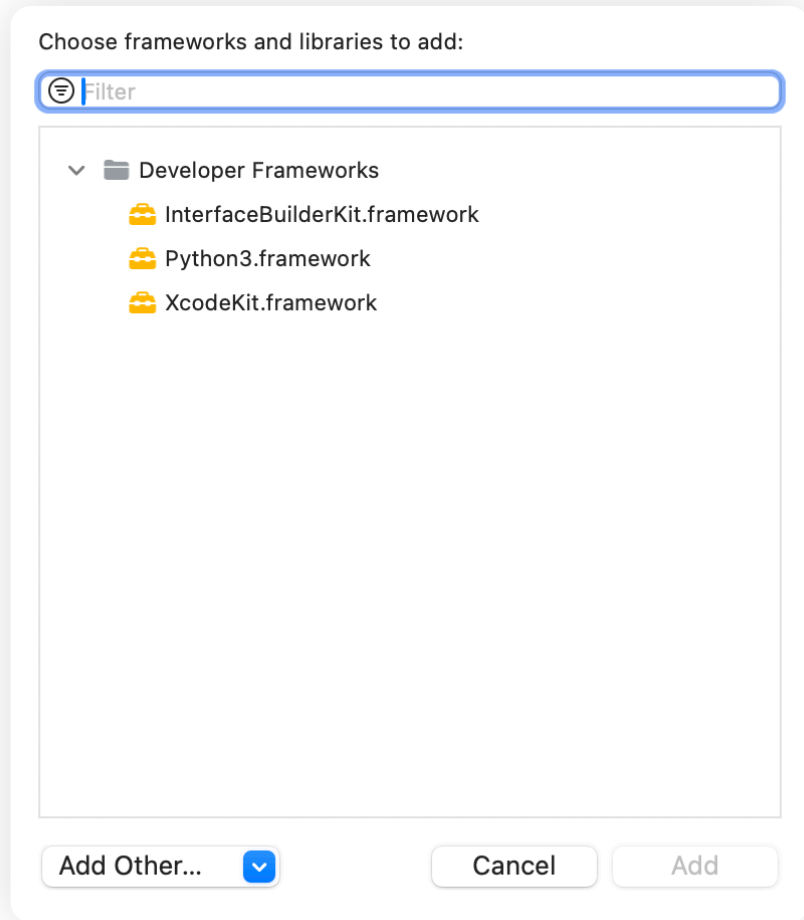 Choose frameworks and libraries to add:
Filter
Developer Frameworks
InterfaceBuilderKit.framework
Python3.framework
XcodeKit.framework
Add Other... Cancel Add